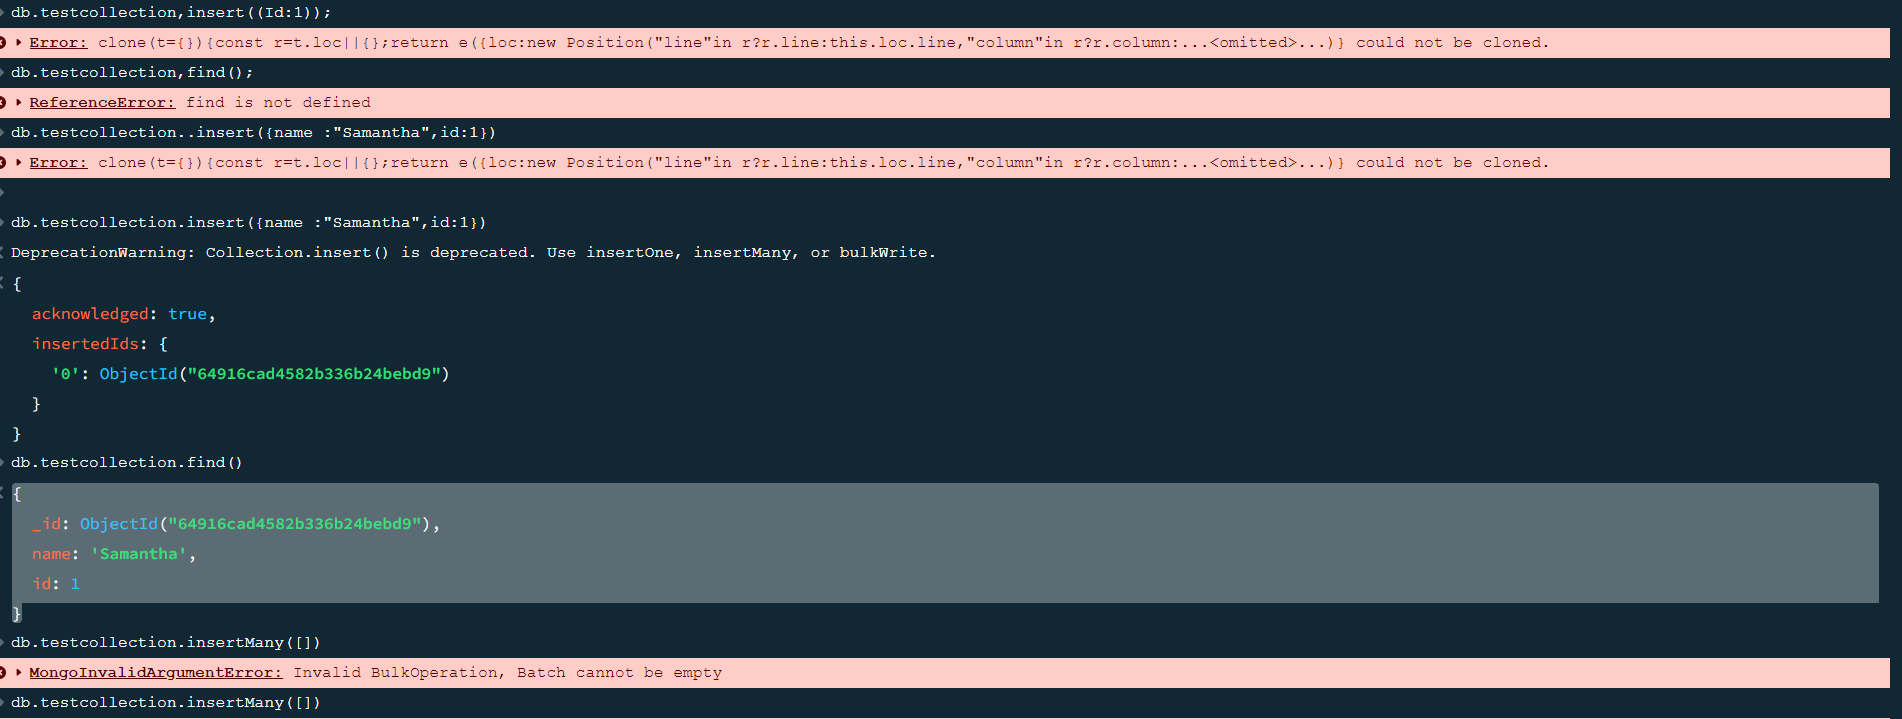 db.testcollection,insert((Id:1));
Error: clone(t={}){const r=t.loc||{};return e({loc:new Position("line"in r?r.line:this.loc.line,"column"in r?r.column:...<omitted>...)} could not be cloned.
db.testcollection,find();
ReferenceError: find is not defined
db.testcollection..insert({name :"Samantha",id:1})
Error: clone(t={}){const r=t.loc||{};return e({loc:new Position("line"in r?r.line:this.loc.line,"column"in r?r.column:...<omitted>...)} could not be cloned.
db.testcollection.insert({name :"Samantha",id:1})
DeprecationWarning: Collection.insert() is deprecated. Use insertOne, insertMany, or bulkWrite.
{
acknowledged: true,
insertedIds: {
'0': ObjectId("64916cad4582b336b24bebd9")
}
}
db.testcollection.find()
{
_id: ObjectId("64916cad4582b336b24bebd9"),
name: 'Samantha',
id: 1
}
db.testcollection.insertMany([])
MongoInvalidArgumentError: Invalid BulkOperation, Batch cannot be empty
db.testcollection.insertMany([])